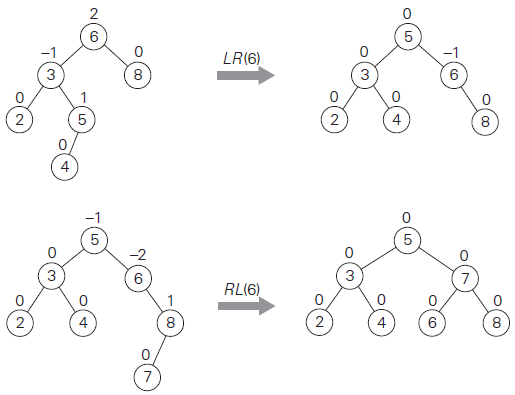 2 0
6 5
−1 0 0 −1
3 8 LR(6) 3 6
0 1 0 0 0
2 5 2 4 8
0
4
−1 0
5 5
0 −2 0 0
3 6 3 7
0 0 1 RL(6) 0 0 0 0
2 4 8 2 4 6 8
0
7